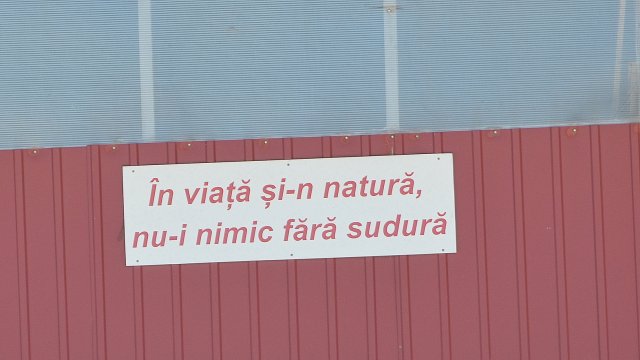 În viață și-n natură,
nu-i nimic fără sudură